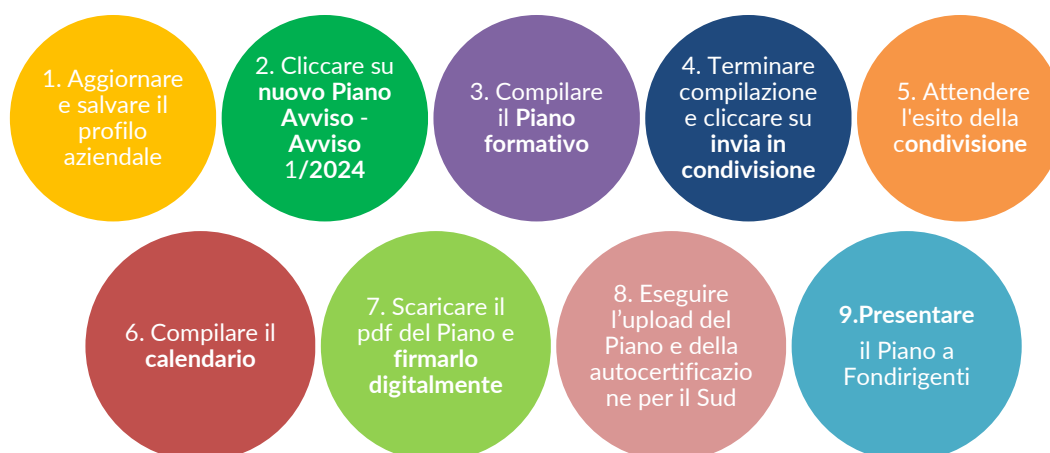 1. Aggiornare
e salvare il
profilo
aziendale
2. Cliccare su
nuovo Piano
Avviso -
Avviso
1/2024
3. Compilare
il Piano
formativo
4. Terminare
compilazione
e cliccare su
invia in
condivisione
5. Attendere
l'esito della
condivisione
6. Compilare il
calendario
7. Scaricare il
pdf del Piano e
firmarlo
digitalmente
8. Eseguire
l’upload del
Piano e della
autocertificazio
ne per il Sud
9.Presentare
il Piano a
Fondirigenti